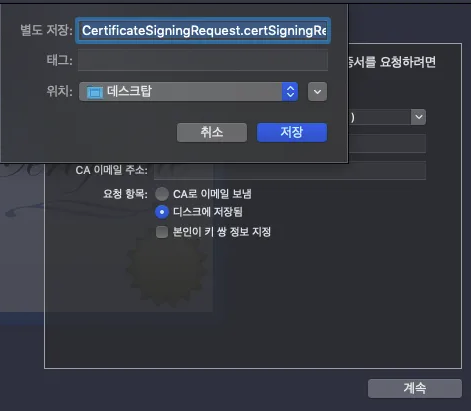 별도 저장: CertificateSigningRequest.certSigningRe
태그:
위치: 데스크탑
취소 저장
증서를 요청하려면
)
CA 이메일 주소:
요청 항목: CA로 이메일 보냄
디스크에 저장됨
본인이 키 쌍 정보 지정
계속